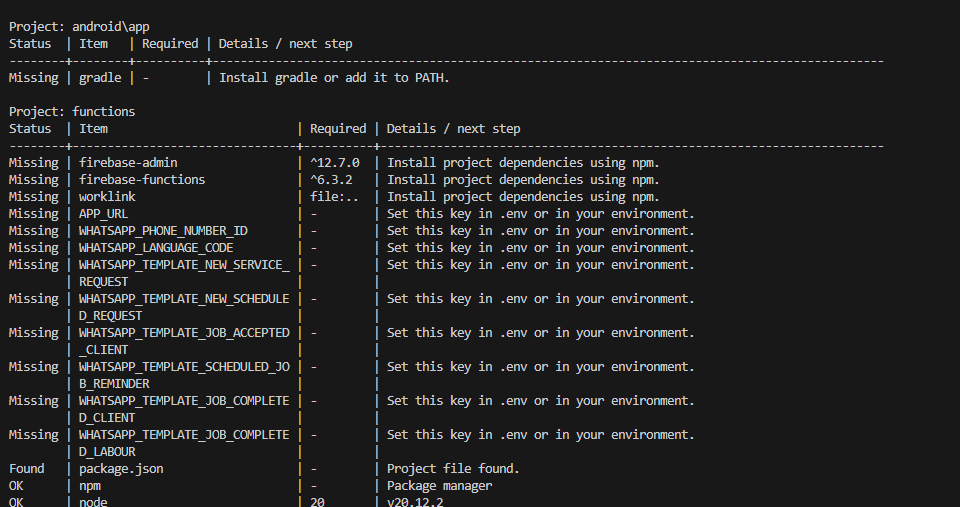 Project: android\app
Status  | Item   | Required | Details / next step
--------+--------+----------+--------------------------------------------------------------------------------
Missing | gradle | -        | Install gradle or add it to PATH.
Project: functions
Status  | Item                       | Required | Details / next step
--------+----------------------------+----------+------------------------------------------------------------
Missing | firebase-admin             | ^12.7.0  | Install project dependencies using npm.
Missing | firebase-functions         | ^6.3.2   | Install project dependencies using npm.
Missing | worklink                   | file:..  | Install project dependencies using npm.
Missing | APP_URL                    | -        | Set this key in .env or in your environment.
Missing | WHATSAPP_PHONE_NUMBER_ID   | -        | Set this key in .env or in your environment.
Missing | WHATSAPP_LANGUAGE_CODE     | -        | Set this key in .env or in your environment.
Missing | WHATSAPP_TEMPLATE_NEW_SERVICE_ | -        | Set this key in .env or in your environment.
        | REQUEST                    |          |
Missing | WHATSAPP_TEMPLATE_NEW_SCHEDULE | -        | Set this key in .env or in your environment.
        | D_REQUEST                  |          |
Missing | WHATSAPP_TEMPLATE_JOB_ACCEPTED | -        | Set this key in .env or in your environment.
        | _CLIENT                    |          |
Missing | WHATSAPP_TEMPLATE_SCHEDULED_JO | -        | Set this key in .env or in your environment.
        | B_REMINDER                 |          |
Missing | WHATSAPP_TEMPLATE_JOB_COMPLETE | -        | Set this key in .env or in your environment.
        | D_CLIENT                   |          |
Missing | WHATSAPP_TEMPLATE_JOB_COMPLETE | -        | Set this key in .env or in your environment.
        | D_LABOUR                   |          |
Found   | package.json               | -        | Project file found.
OK      | npm                        | -        | Package manager
OK      | node                       | 20       | v20.12.2